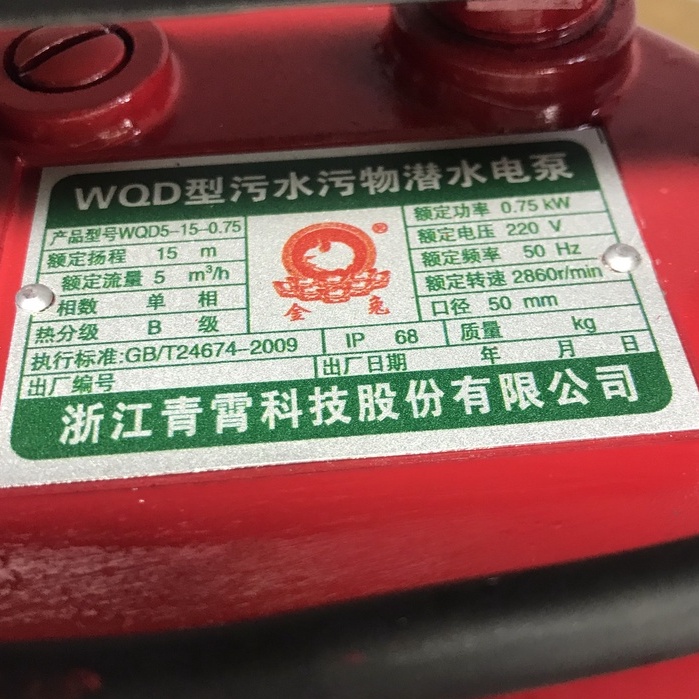 WQD型污水污物潜水电泵
产品型号WQD5-15-0.75
额定扬程 15 m
额定流量 5 m³/h
相数 单 相
热分级 B 级
金兔
®
额定功率 0.75 kW
额定电压 220 V
额定频率 50 Hz
额定转速 2860r/min
口径 50 mm
执行标准:GB/T24674-2009
IP 68
质量 kg
出厂编号
出厂日期 年 月 日
浙江青霄科技股份有限公司